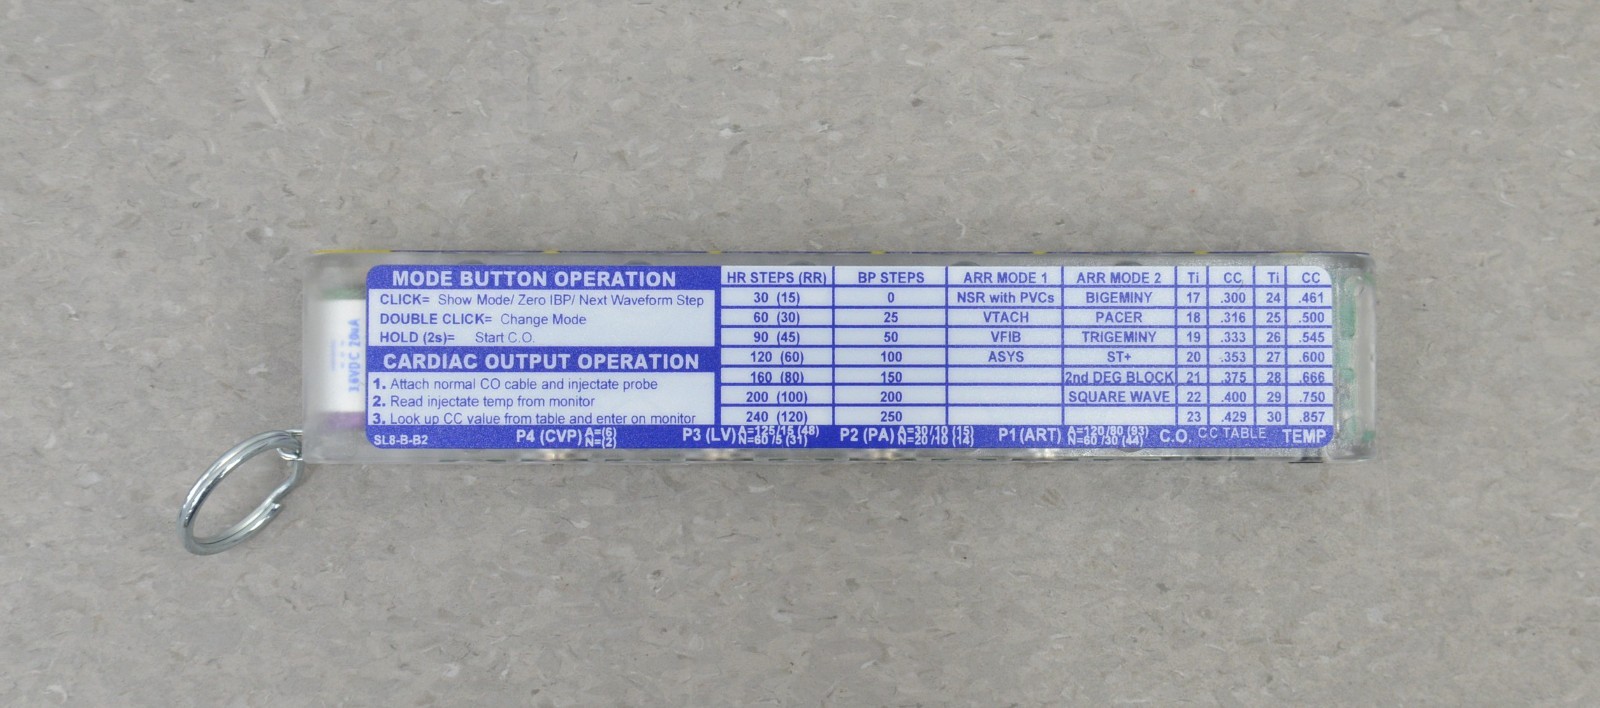 MODE BUTTON OPERATION
CLICK= Show Mode/ Zero IBP/ Next Waveform Step
DOUBLE CLICK= Change Mode
HOLD (2s)= Start C.O.
CARDIAC OUTPUT OPERATION
1. Attach normal CO cable and injectate probe
2. Read injectate temp from monitor
3. Look up CC value from table and enter on monitor
HR STEPS (RR) BP STEPS ARR MODE 1 ARR MODE 2 Ti CC Ti CC
30 (15) 0 NSR with PVCs BIGEMINY 17 .300 24 .461
60 (30) 25 VTACH PACER 18 .316 25 .500
90 (45) 50 VFIB TRIGEMINY 19 .333 26 .545
120 (60) 100 ASYS ST+ 20 .353 27 .600
160 (80) 150 2nd DEG BLOCK 21 .375 28 .666
200 (100) 200 SQUARE WAVE 22 .400 29 .750
240 (120) 250 23 .429 30 .857
SL8-B-B2 P4 (CVP) A=(6) N=(2) P3 (LV) A=125/15 (48) N=60/5 (31) P2 (PA) A=30/10 (15) N=20/10 (14) P1 (ART) A=120/80 (93) N=60/30 (44) C.O. CC TABLE TEMP